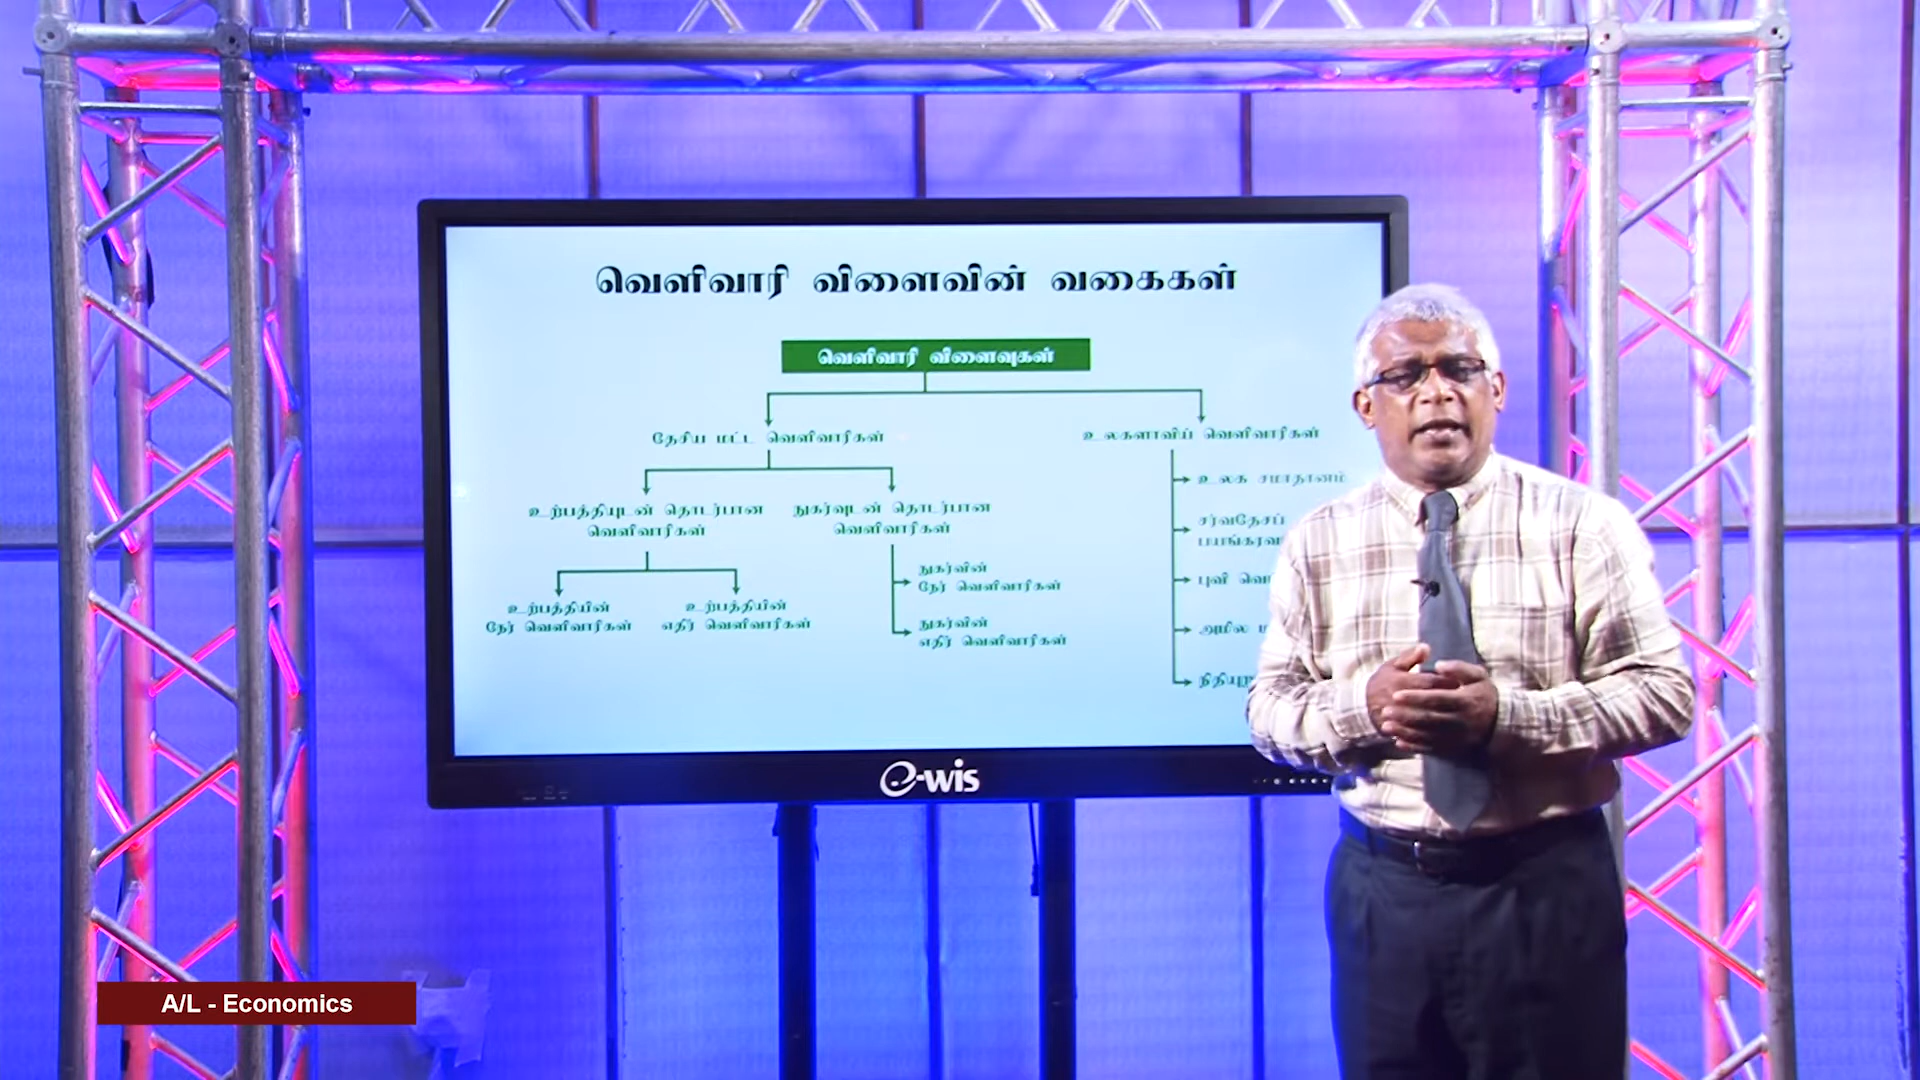 வெளிவாரி விளைவின் வகைகள்
வெளிவாரி விளைவுகள்
தேசிய மட்ட வெளிவாரிகள்
உற்பத்தியுடன் தொடர்பான
வெளிவாரிகள்
நுகர்வுடன் தொடர்பான
வெளிவாரிகள்
உற்பத்தியின்
நேர் வெளிவாரிகள்
உற்பத்தியின்
எதிர் வெளிவாரிகள்
நுகர்வின்
நேர் வெளிவாரிகள்
நுகர்வின்
எதிர் வெளிவாரிகள்
உலகளாவிய் வெளிவாரிகள்
உலக சமாதானம்
சர்வதேசப்
புவி
அமில
e-wis
A/L - Economics